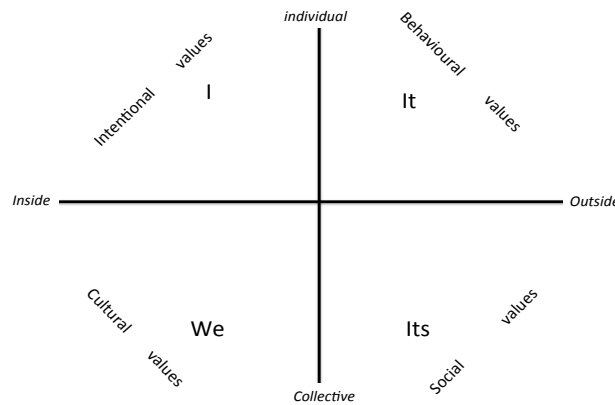 individual
Intentional values
I
Behavioural values
It
Inside
Outside
Cultural values
We
Its
Social values
Collective